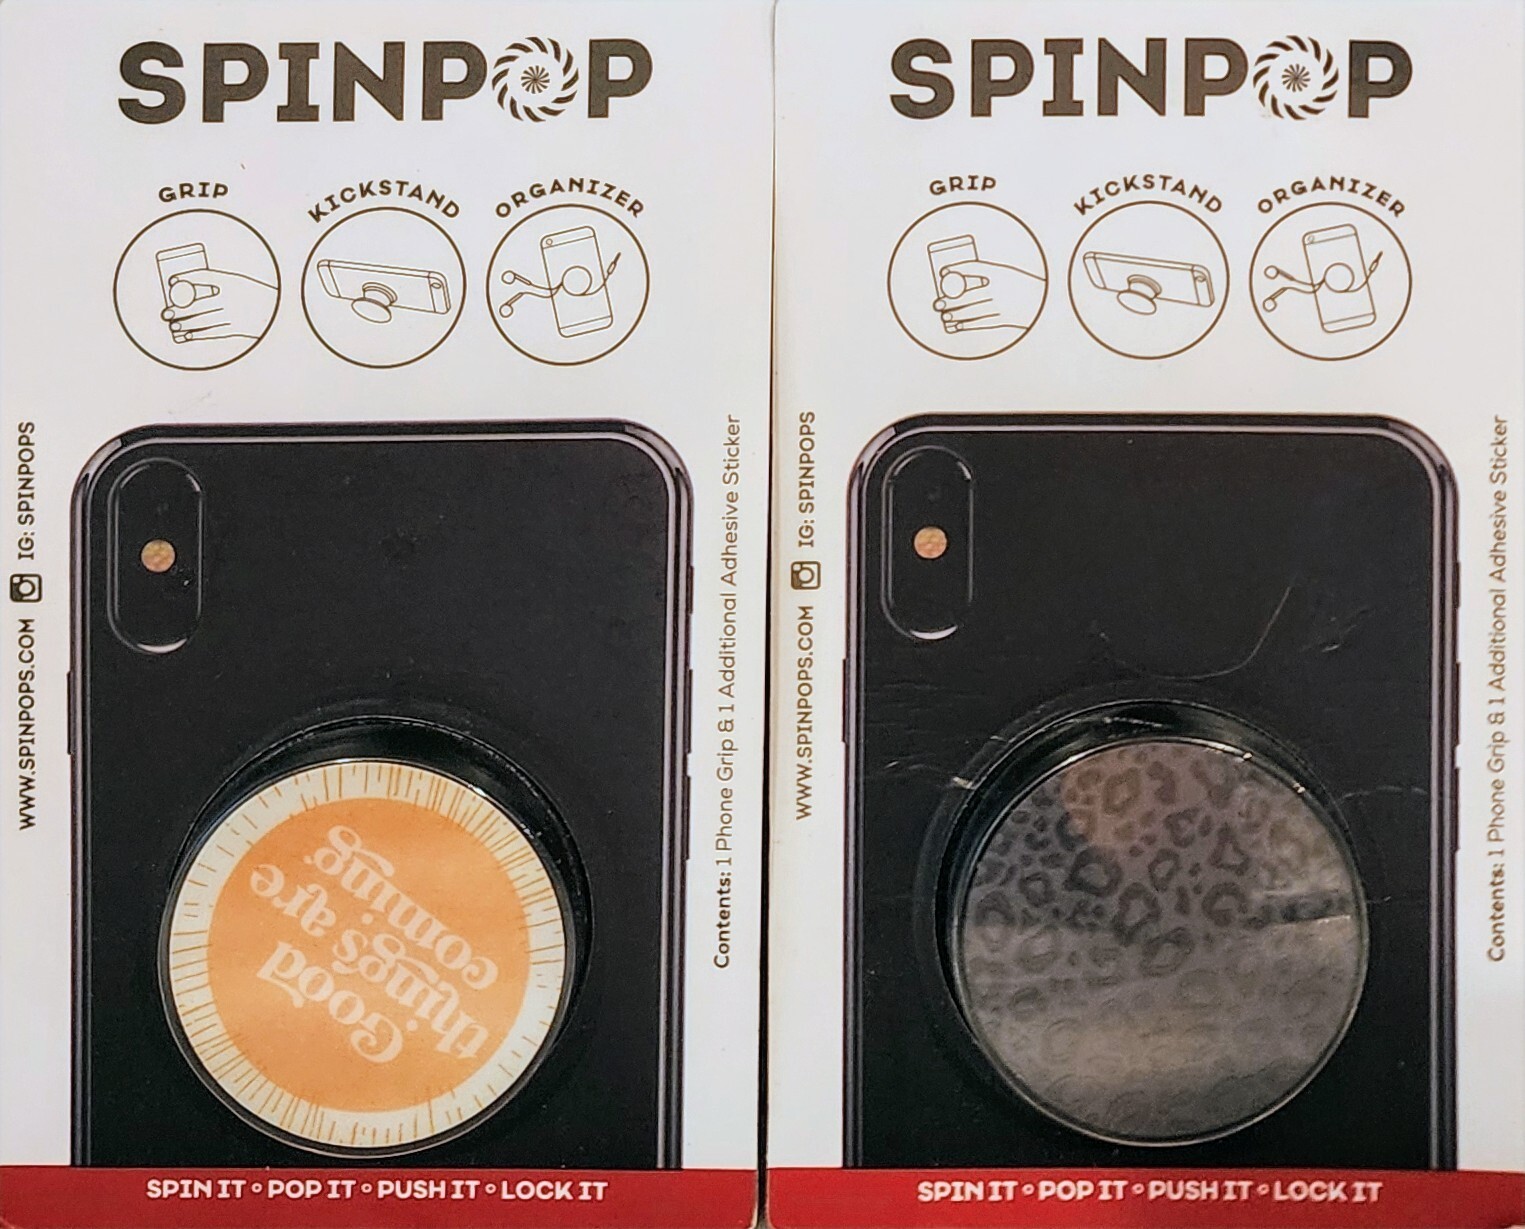 SPINPOP
GRIP
KICKSTAND
ORGANIZER
WWW.SPINPOPS.COM IG: SPINPOPS
Contents: 1 Phone Grip & 1 Additional Adhesive Sticker
Good
things are
coming
SPIN IT ° POP IT ° PUSH IT ° LOCK IT
SPINPOP
GRIP
KICKSTAND
ORGANIZER
WWW.SPINPOPS.COM IG: SPINPOPS
Contents: 1 Phone Grip & 1 Additional Adhesive Sticker
SPIN IT ° POP IT ° PUSH IT ° LOCK IT